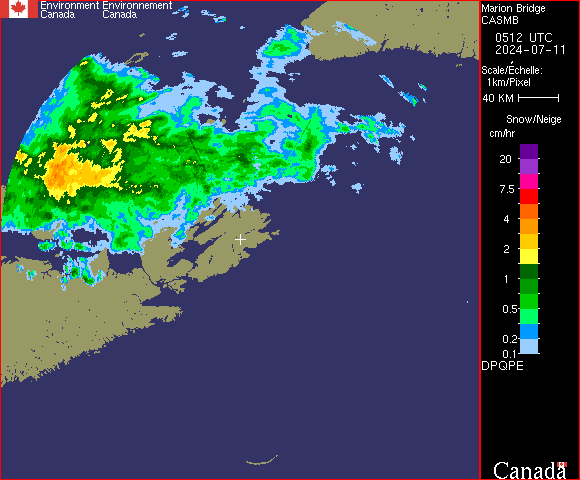 Environment Environnement
Canada Canada
Marion Bridge
CASMB
0512 UTC
2024-07-11
Scale/Échelle:
1km/Pixel
40 KM
Snow/Neige
cm/hr
20
7.5
4
2
1
0.5
0.2
0.1
DPQPE
Canada